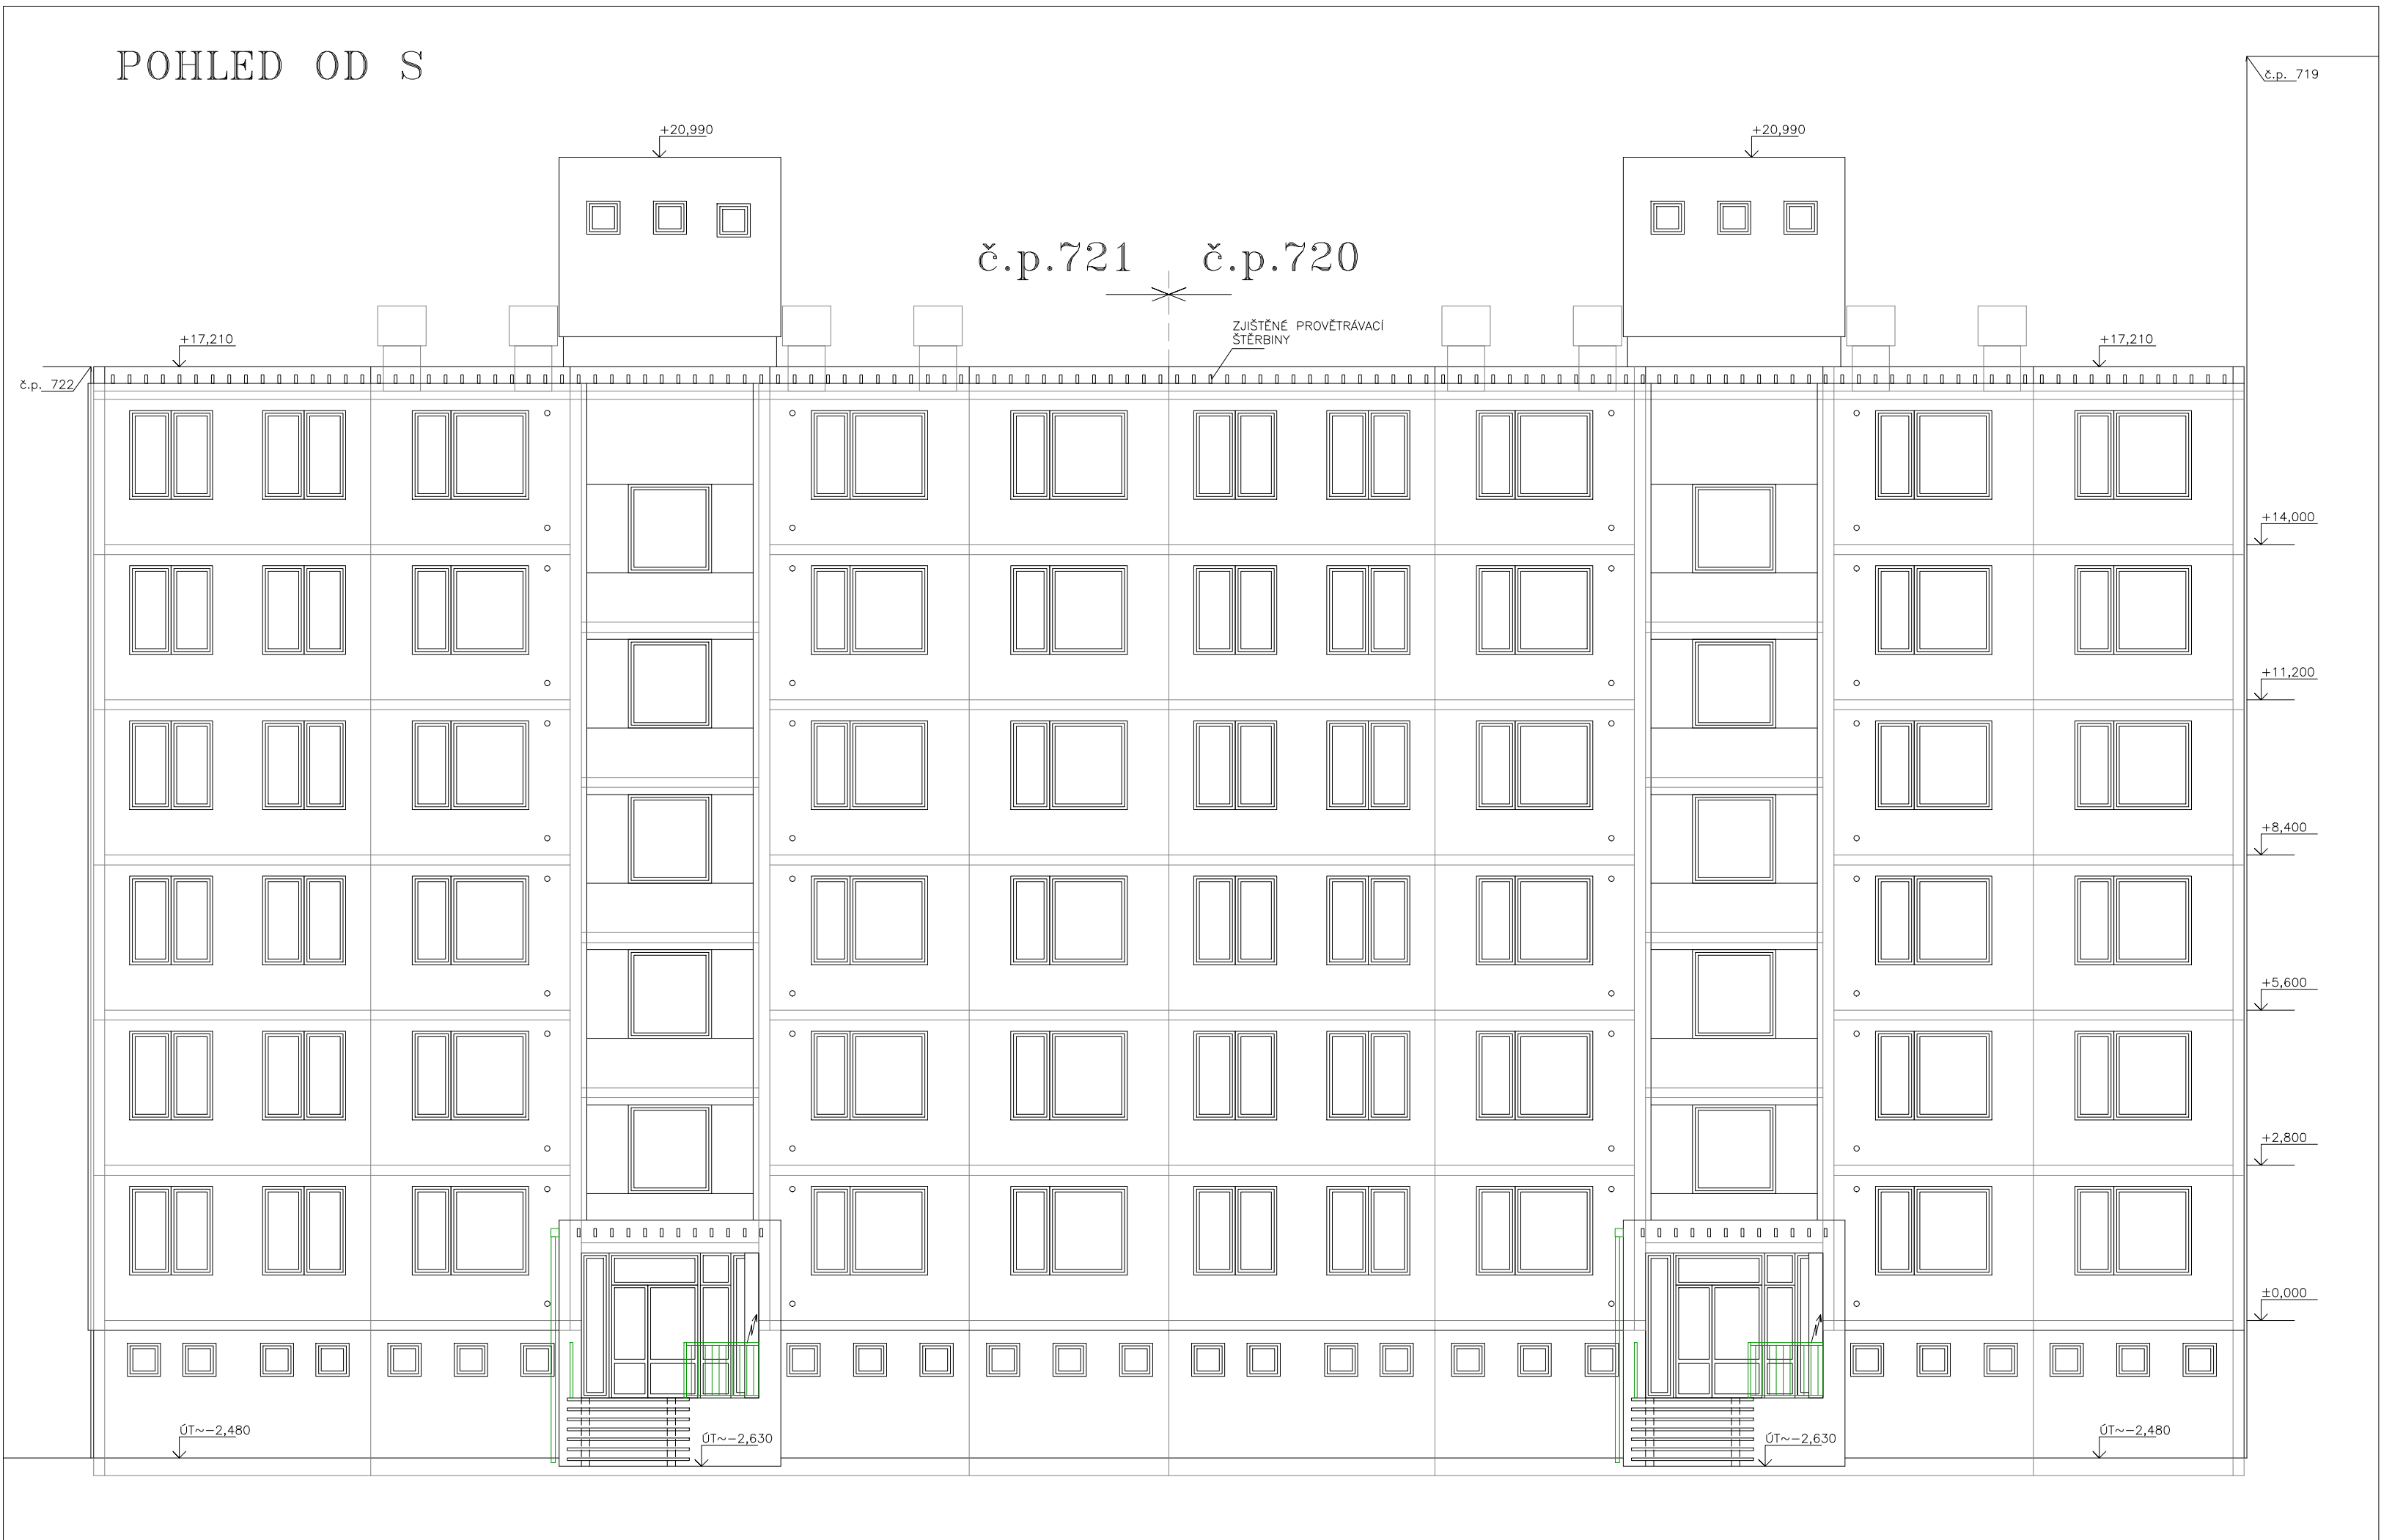 POHLED OD S
č.p. 719
+20,990
+20,990
č.p.721
č.p.720
ZJIŠTĚNÉ PROVĚTRÁVACÍ
ŠTĚRBINY
+17,210
+17,210
č.p. 722
+14,000
+11,200
+8,400
+5,600
+2,800
±0,000
ÚT~−2,480
ÚT~−2,630
ÚT~−2,630
ÚT~−2,480